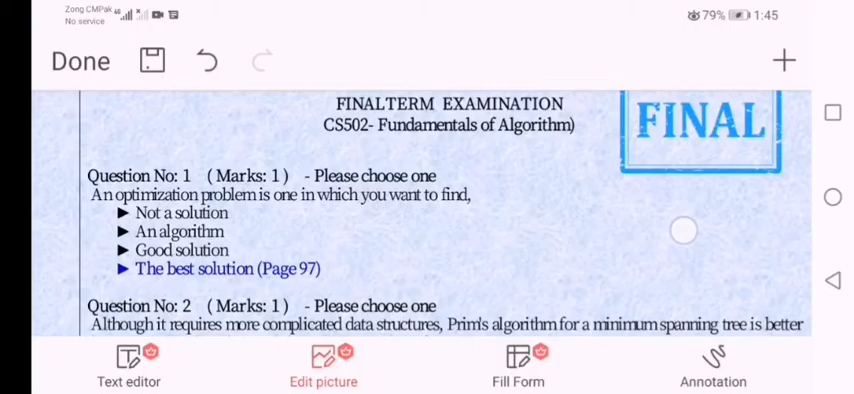 Zong CMPak 4G
No service
79% 1:45
Done
FINALTERM EXAMINATION
CS502- Fundamentals of Algorithm)
FINAL
Question No: 1 (Marks: 1) - Please choose one
An optimization problem is one in which you want to find,
► Not a solution
► An algorithm
► Good solution
► The best solution (Page 97)
Question No: 2 (Marks: 1) - Please choose one
Although it requires more complicated data structures, Prim's algorithm for a minimum spanning tree is better
Text editor
Edit picture
Fill Form
Annotation